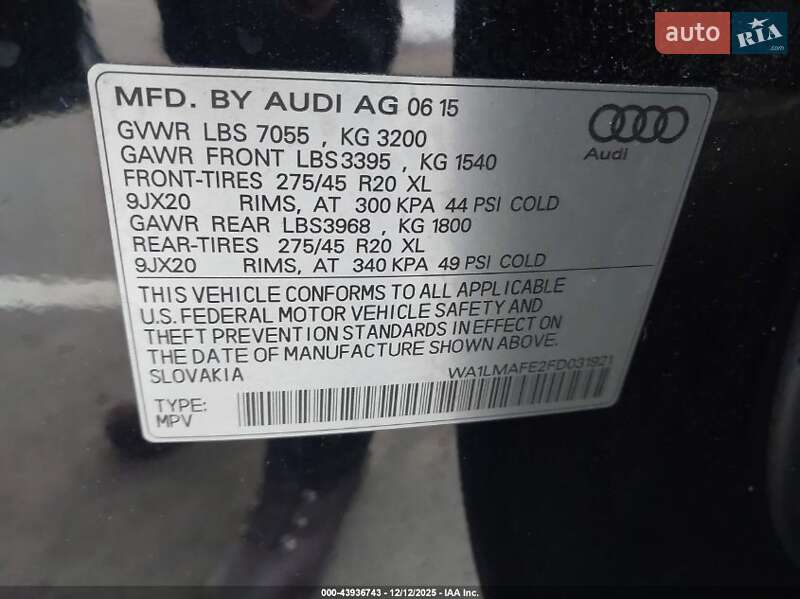 auto RIA
MFD. BY AUDI AG 06 15
GVWR LBS 7055 , KG 3200
GAWR FRONT LBS3395 , KG 1540
FRONT-TIRES 275/45 R20 XL
9JX20 RIMS, AT 300 KPA 44 PSI COLD
GAWR REAR LBS3968 , KG 1800
REAR-TIRES 275/45 R20 XL
9JX20 RIMS, AT 340 KPA 49 PSI COLD
Audi
THIS VEHICLE CONFORMS TO ALL APPLICABLE
U.S. FEDERAL MOTOR VEHICLE SAFETY AND
THEFT PREVENTION STANDARDS IN EFFECT ON
THE DATE OF MANUFACTURE SHOWN ABOVE.
SLOVAKIA WA1LMAFE2FD031921
TYPE:
MPV
000-43936743 - 12/12/2025 - IAA Inc.